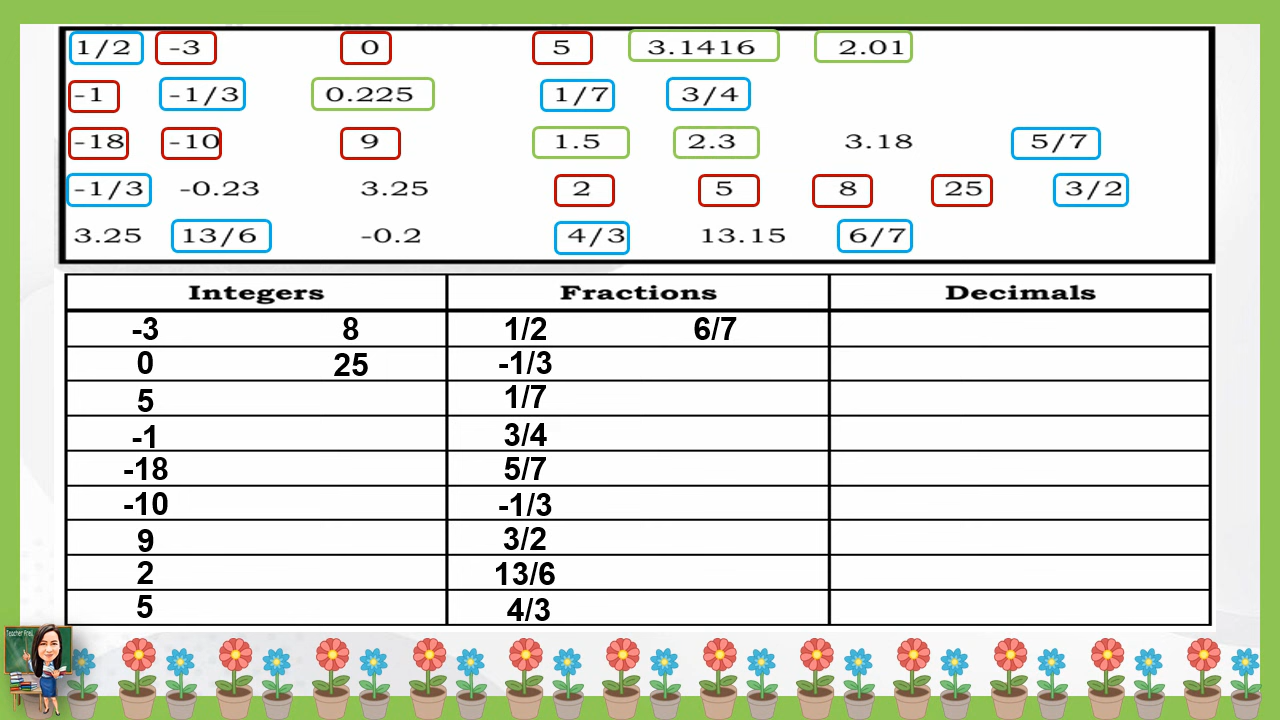 1/2 -3 0 5 3.1416 2.01
-1 -1/3 0.225 1/7 3/4
-18 -10 9 1.5 2.3 3.18 5/7
-1/3 -0.23 3.25 2 5 8 25 3/2
3.25 13/6 -0.2 4/3 13.15 6/7
Integers Fractions Decimals
-3 8 1/2 6/7
0 25 -1/3
5 1/7
-1 3/4
-18 5/7
-10 -1/3
9 3/2
2 13/6
5 4/3